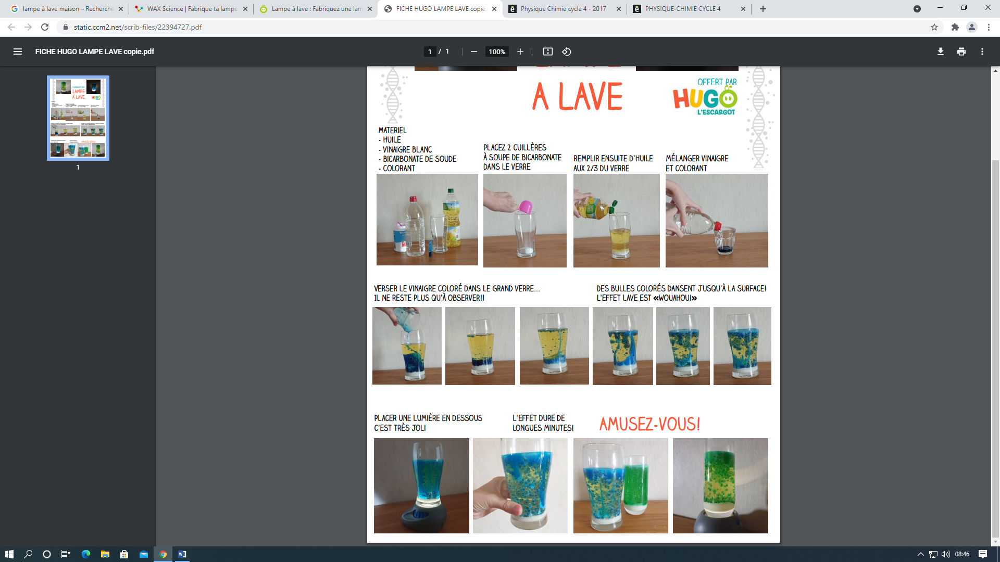 lampe à lave maison – Recherche
WAX Science | Fabrique ta lampe
Lampe à lave : Fabriquez une lam
FICHE HUGO LAMPE LAVE copie.
Physique Chimie cycle 4 - 2017
PHYSIQUE-CHIMIE CYCLE 4
static.ccm2.net/scrib-files/22394727.pdf
FICHE HUGO LAMPE LAVE copie.pdf
1 / 1
100%
LAMPE
A LAVE
HUGO
1
A LAVE
OFFERT PAR
HUGO
L'ESCARGOT
MATERIEL
- HUILE
- VINAIGRE BLANC
- BICARBONATE DE SOUDE
- COLORANT
PLACEZ 2 CUILLÈRES
À SOUPE DE BICARBONATE
DANS LE VERRE
REMPLIR ENSUITE D'HUILE
AUX 2/3 DU VERRE
MÉLANGER VINAIGRE
ET COLORANT
VERSER LE VINAIGRE COLORÉ DANS LE GRAND VERRE...
IL NE RESTE PLUS QU'À OBSERVER!!
DES BULLES COLORÉS DANSENT JUSQU'À LA SURFACE!
L'EFFET LAVE EST «WOUAHOU!»
PLACER UNE LUMIÈRE EN DESSOUS
C'EST TRÈS JOLI
L'EFFET DURE DE
LONGUES MINUTES!
AMUSEZ-VOUS!
08:46